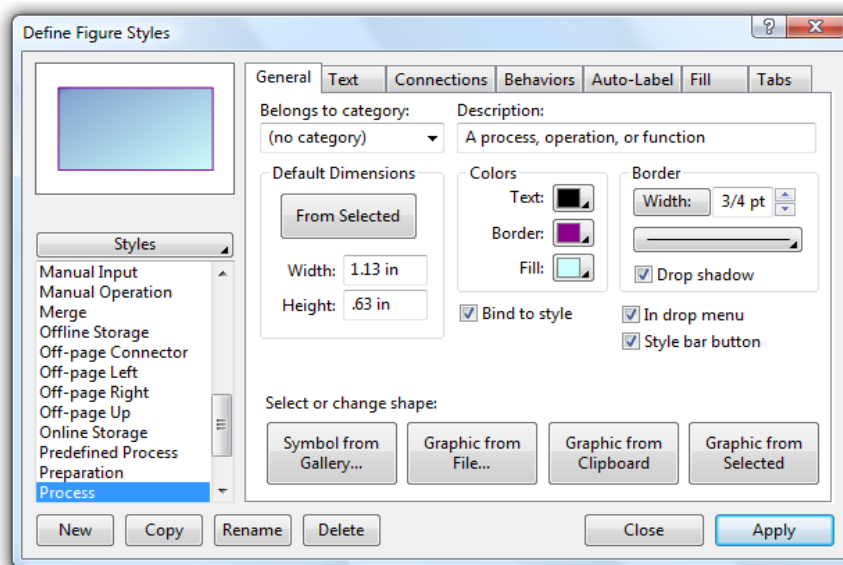 Define Figure Styles
?
General Text Connections Behaviors Auto-Label Fill Tabs
Belongs to category: Description:
(no category) A process, operation, or function
Default Dimensions Colors Border
From Selected Text: Width: 3/4 pt
Border:
Width: 1.13 in Fill: Drop shadow
Height: .63 in Bind to style In drop menu
Style bar button
Styles
Manual Input
Manual Operation
Merge
Offline Storage
Off-page Connector
Off-page Left
Off-page Right
Off-page Up
Online Storage
Predefined Process
Preparation
Process
Select or change shape:
Symbol from Gallery...
Graphic from File...
Graphic from Clipboard
Graphic from Selected
New Copy Rename Delete Close Apply